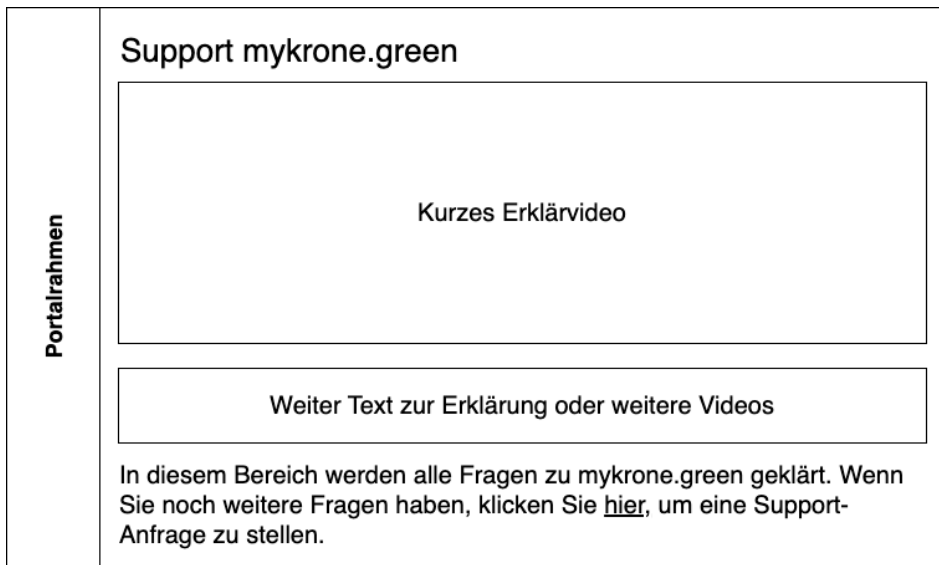 Support mykrone.green
Portalrahmen
Kurzes Erklärvideo
Weiter Text zur Erklärung oder weitere Videos
In diesem Bereich werden alle Fragen zu mykrone.green geklärt. Wenn
Sie noch weitere Fragen haben, klicken Sie hier, um eine Support-
Anfrage zu stellen.